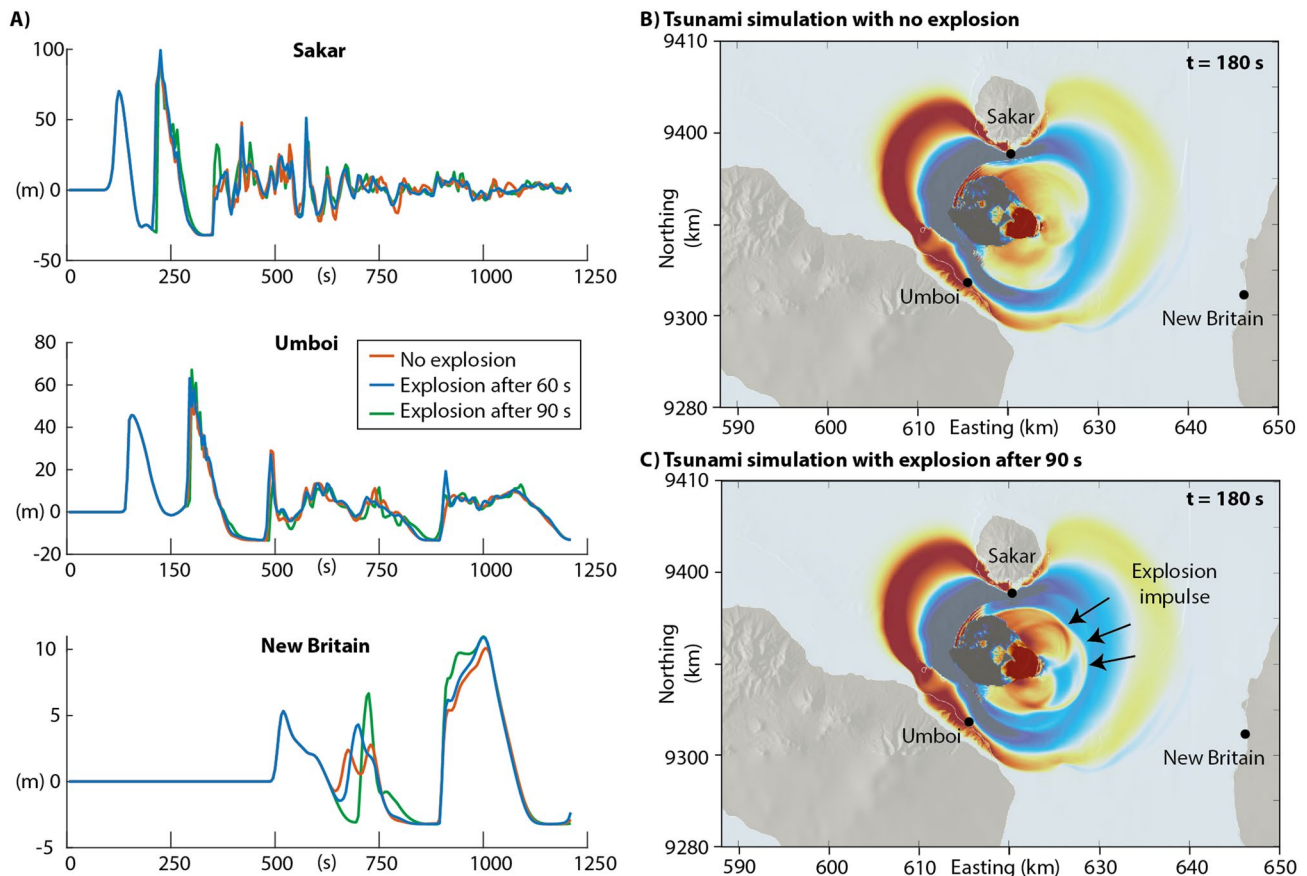 A)
Sakar
100
50
(m) 0
-50
0 250 (s) 500 750 1000 1250
Umboi
80
60
40
20
(m) 0
-20
0 150 500 (s) 750 1000 1250
No explosion
Explosion after 60 s
Explosion after 90 s
New Britain
10
5
(m) 0
-5
0 250 (s) 500 750 1000 1250
B) Tsunami simulation with no explosion
9410
9400
9300
9280
Northing
(km)
t = 180 s
Sakar
Umboi
New Britain
590 600 610 Easting (km) 630 640 650
C) Tsunami simulation with explosion after 90 s
9410
9400
9300
9280
Northing
(km)
t = 180 s
Sakar
Explosion
impulse
Umboi
New Britain
590 600 610 Easting (km) 630 640 650